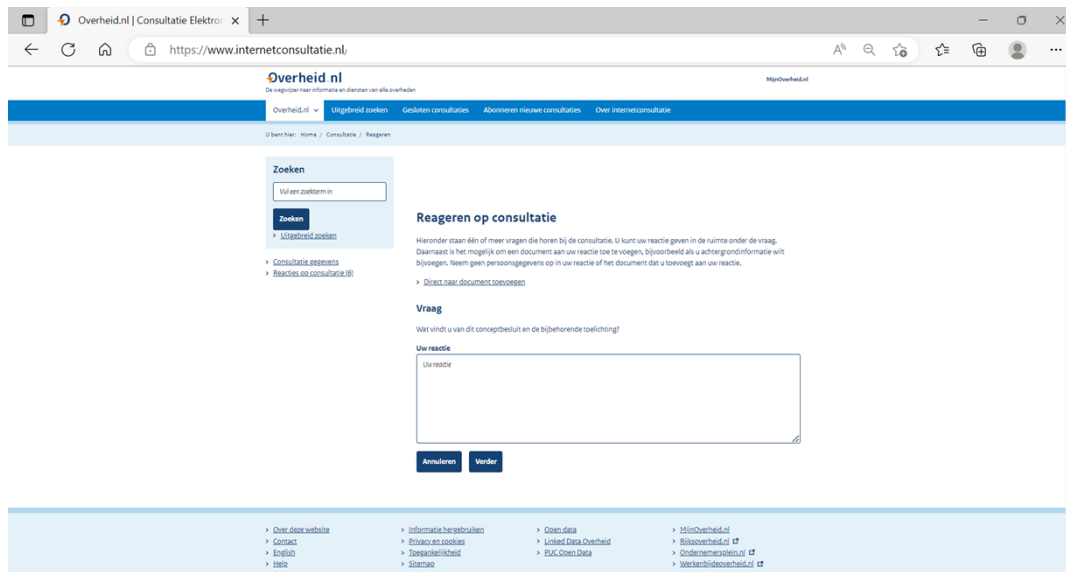 Overheid.nl | Consultatie Elektror
https://www.internetconsultatie.nl/
Overheid.nl
De wegwijzer naar informatie en diensten van alle overheden
MijnOverheid.nl
Overheid.nl Uitgebreid zoeken Gesloten consultaties Abonneren nieuwe consultaties Over internetconsultatie
U bent hier: Home / Consultatie / Reageren
Zoeken
Vul een zoekterm in
Zoeken
> Uitgebreid zoeken
> Consultatie gegevens
> Reacties op consultatie [6]
Reageren op consultatie
Hieronder staan één of meer vragen die horen bij de consultatie. U kunt uw reactie geven in de ruimte onder de vraag.
Daarnaast is het mogelijk om een document aan uw reactie toe te voegen, bijvoorbeeld als u achtergrondinformatie wilt
bijvoegen. Neem geen persoonsgegevens op in uw reactie of het document dat u toevoegt aan uw reactie.
> Direct naar document toevoegen
Vraag
Wat vindt u van dit conceptbesluit en de bijbehorende toelichting?
Uw reactie
Uw reactie
Annuleren Verder
> Over deze website
> Contact
> English
> Help
> Informatie hergebruiken
> Privacy en cookies
> Toegankelijkheid
> Sitemap
> Open data
> Linked Data Overheid
> PUC Open Data
> MijnOverheid.nl
> Rijksoverheid.nl
> Ondernemersplein.nl
> Werkenbijdeoverheid.nl